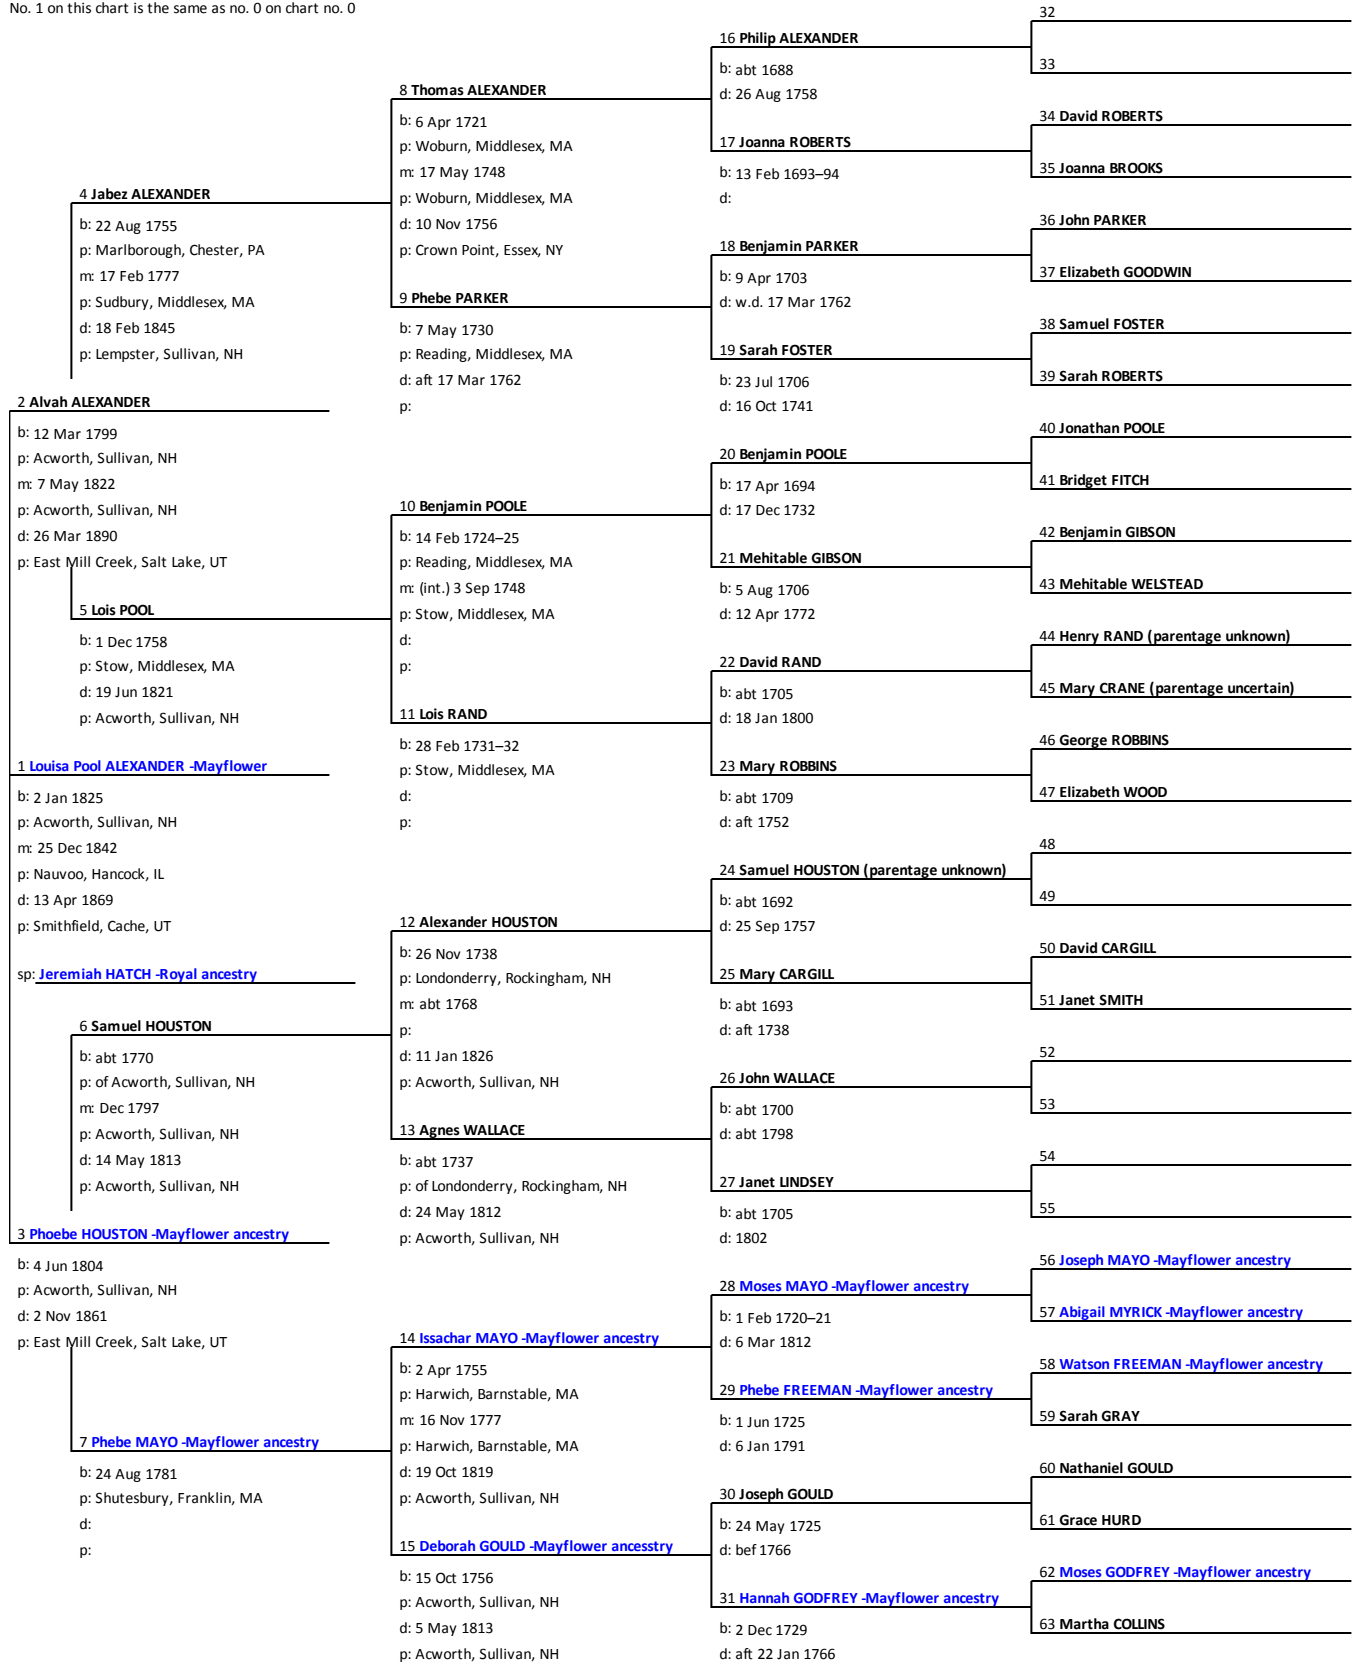 No. 1 on this chart is the same as no. 0 on chart no. 0
4 Jabez ALEXANDER
b: 22 Aug 1755
p: Marlborough, Chester, PA
m: 17 Feb 1777
p: Sudbury, Middlesex, MA
d: 18 Feb 1845
p: Lempster, Sullivan, NH
2 Alvah ALEXANDER
b: 12 Mar 1799
p: Acworth, Sullivan, NH
m: 7 May 1822
p: Acworth, Sullivan, NH
d: 26 Mar 1890
p: East Mill Creek, Salt Lake, UT
5 Lois POOL
b: 1 Dec 1758
p: Stow, Middlesex, MA
d: 19 Jun 1821
p: Acworth, Sullivan, NH
1 Louisa Pool ALEXANDER -Mayflower
b: 2 Jan 1825
p: Acworth, Sullivan, NH
m: 25 Dec 1842
p: Nauvoo, Hancock, IL
d: 13 Apr 1869
p: Smithfield, Cache, UT
sp: Jeremiah HATCH -Royal ancestry
6 Samuel HOUSTON
b: abt 1770
p: of Acworth, Sullivan, NH
m: Dec 1797
p: Acworth, Sullivan, NH
d: 14 May 1813
p: Acworth, Sullivan, NH
3 Phoebe HOUSTON -Mayflower ancestry
b: 4 Jun 1804
p: Acworth, Sullivan, NH
d: 2 Nov 1861
p: East Mill Creek, Salt Lake, UT
7 Phebe MAYO -Mayflower ancestry
b: 24 Aug 1781
p: Shutesbury, Franklin, MA
d:
p:
8 Thomas ALEXANDER
b: 6 Apr 1721
p: Woburn, Middlesex, MA
m: 17 May 1748
p: Woburn, Middlesex, MA
d: 10 Nov 1756
p: Crown Point, Essex, NY
9 Phebe PARKER
b: 7 May 1730
p: Reading, Middlesex, MA
d: aft 17 Mar 1762
p:
10 Benjamin POOLE
b: 14 Feb 1724–25
p: Reading, Middlesex, MA
m: (int.) 3 Sep 1748
p: Stow, Middlesex, MA
d:
p:
11 Lois RAND
b: 28 Feb 1731–32
p: Stow, Middlesex, MA
d:
p:
12 Alexander HOUSTON
b: 26 Nov 1738
p: Londonderry, Rockingham, NH
m: abt 1768
p:
d: 11 Jan 1826
p: Acworth, Sullivan, NH
13 Agnes WALLACE
b: abt 1737
p: of Londonderry, Rockingham, NH
d: 24 May 1812
p: Acworth, Sullivan, NH
14 Issachar MAYO -Mayflower ancestry
b: 2 Apr 1755
p: Harwich, Barnstable, MA
m: 16 Nov 1777
p: Harwich, Barnstable, MA
d: 19 Oct 1819
p: Acworth, Sullivan, NH
15 Deborah GOULD -Mayflower ancesstry
b: 15 Oct 1756
p: Acworth, Sullivan, NH
d: 5 May 1813
p: Acworth, Sullivan, NH
16 Philip ALEXANDER
b: abt 1688
d: 26 Aug 1758
17 Joanna ROBERTS
b: 13 Feb 1693–94
d:
18 Benjamin PARKER
b: 9 Apr 1703
d: w.d. 17 Mar 1762
19 Sarah FOSTER
b: 23 Jul 1706
d: 16 Oct 1741
20 Benjamin POOLE
b: 17 Apr 1694
d: 17 Dec 1732
21 Mehitable GIBSON
b: 5 Aug 1706
d: 12 Apr 1772
22 David RAND
b: abt 1705
d: 18 Jan 1800
23 Mary ROBBINS
b: abt 1709
d: aft 1752
24 Samuel HOUSTON (parentage unknown)
b: abt 1692
d: 25 Sep 1757
25 Mary CARGILL
b: abt 1693
d: aft 1738
26 John WALLACE
b: abt 1700
d: abt 1798
27 Janet LINDSEY
b: abt 1705
d: 1802
28 Moses MAYO -Mayflower ancestry
b: 1 Feb 1720–21
d: 6 Mar 1812
29 Phebe FREEMAN -Mayflower ancestry
b: 1 Jun 1725
d: 6 Jan 1791
30 Joseph GOULD
b: 24 May 1725
d: bef 1766
31 Hannah GODFREY -Mayflower ancestry
b: 2 Dec 1729
d: aft 22 Jan 1766
32
33
34 David ROBERTS
35 Joanna BROOKS
36 John PARKER
37 Elizabeth GOODWIN
38 Samuel FOSTER
39 Sarah ROBERTS
40 Jonathan POOLE
41 Bridget FITCH
42 Benjamin GIBSON
43 Mehitable WELSTEAD
44 Henry RAND (parentage unknown)
45 Mary CRANE (parentage uncertain)
46 George ROBBINS
47 Elizabeth WOOD
48
49
50 David CARGILL
51 Janet SMITH
52
53
54
55
56 Joseph MAYO -Mayflower ancestry
57 Abigail MYRICK -Mayflower ancestry
58 Watson FREEMAN -Mayflower ancestry
59 Sarah GRAY
60 Nathaniel GOULD
61 Grace HURD
62 Moses GODFREY -Mayflower ancestry
63 Martha COLLINS